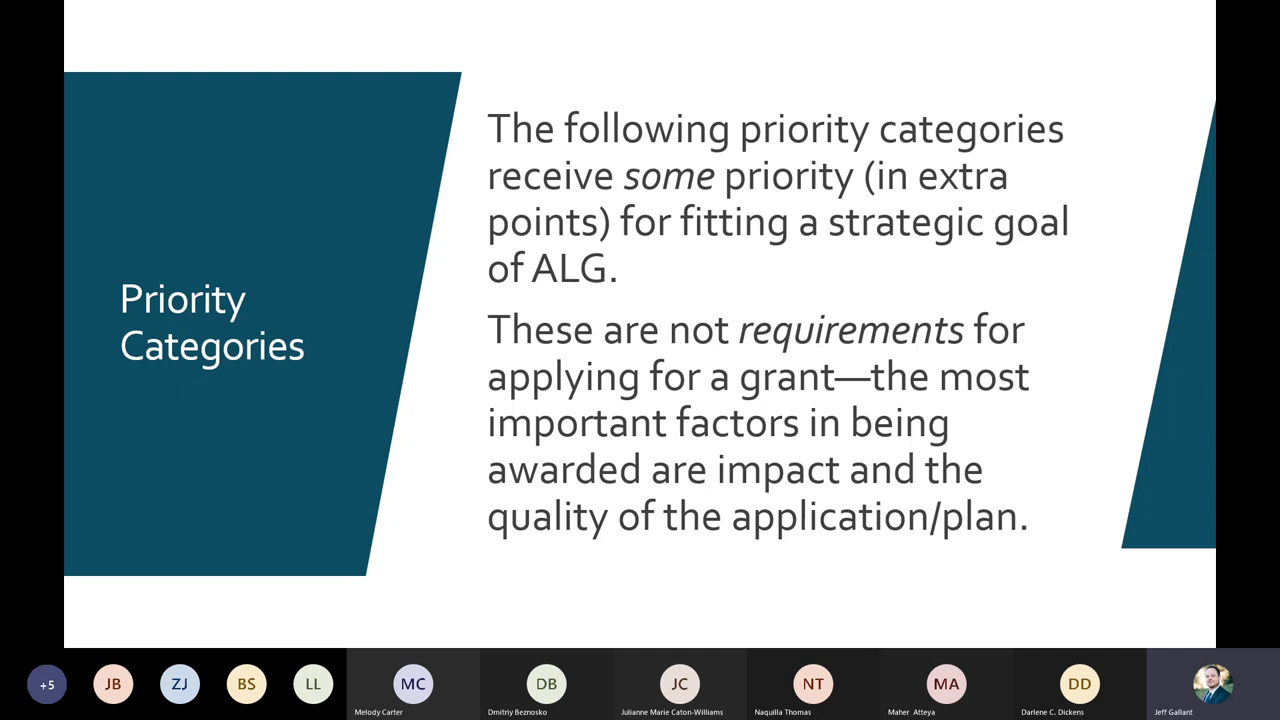 Priority
Categories
The following priority categories
receive some priority (in extra
points) for fitting a strategic goal
of ALG.
These are not requirements for
applying for a grant—the most
important factors in being
awarded are impact and the
quality of the application/plan.
+5
JB
ZJ
BS
LL
MC
DB
JC
NT
MA
DD
Melody Carter
Dmitriy Beznosko
Julianne Marie Caton-Williams
Naquilla Thomas
Maher Atteya
Darlene C. Dickens
Jeff Gallant